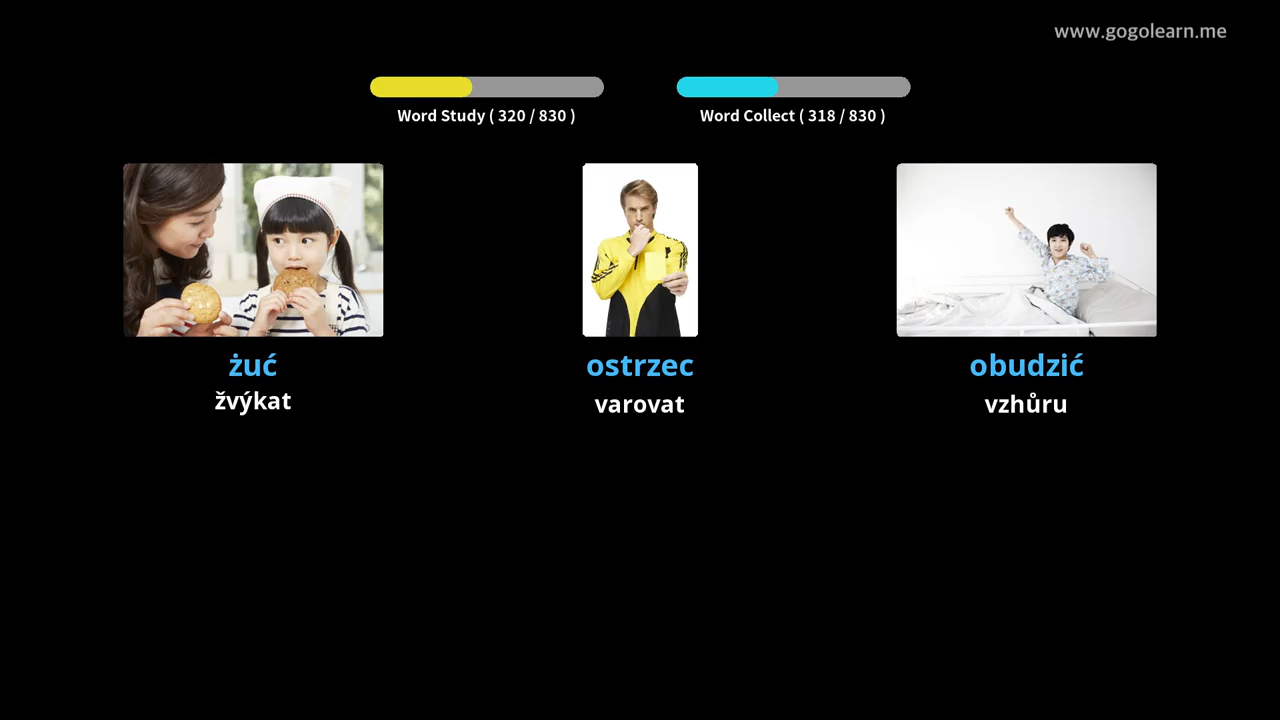 www.gogolearn.me
Word Study ( 320 / 830 )
Word Collect ( 318 / 830 )
żuć
žvýkat
ostrzec
varovat
obudzić
vzhůru